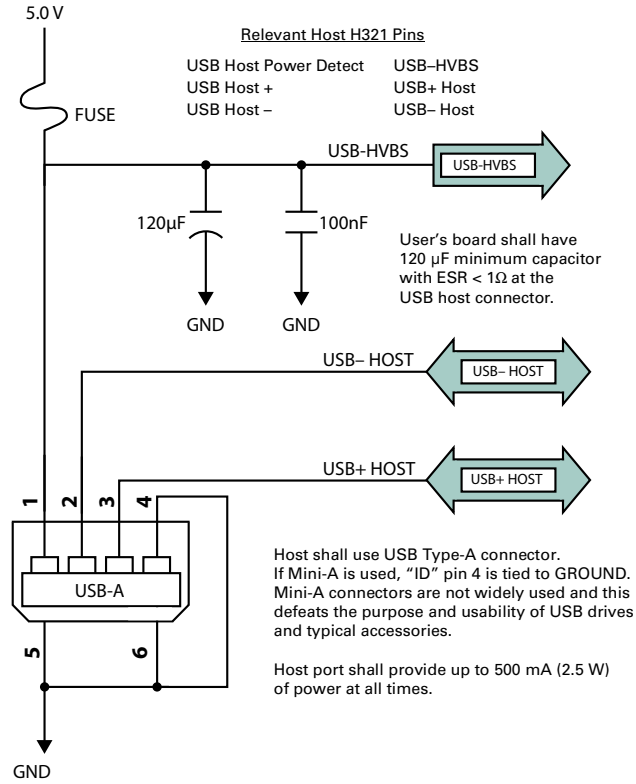 5.0 V
Relevant Host H321 Pins
USB Host Power Detect USB–HVBS
USB Host + USB+ Host
USB Host – USB– Host
FUSE
USB-HVBS
USB-HVBS
120µF
100nF
User's board shall have
120 µF minimum capacitor
with ESR < 1Ω at the
USB host connector.
GND
GND
USB– HOST
USB– HOST
USB+ HOST
USB+ HOST
1
2
3
4
USB-A
5
6
Host shall use USB Type-A connector.
If Mini-A is used, “ID” pin 4 is tied to GROUND.
Mini-A connectors are not widely used and this
defeats the purpose and usability of USB drives
and typical accessories.
Host port shall provide up to 500 mA (2.5 W)
of power at all times.
GND